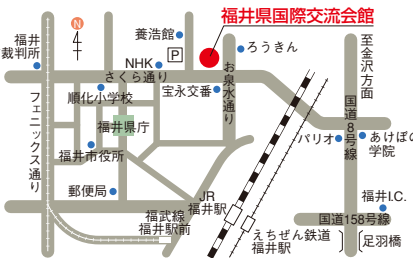 福井県国際交流会館
N
養浩館
P
ろうきん
福井
裁判所
NHK
さくら通り
お泉水通り
至金沢方面
順化小学校
宝永交番
フェニックス通り
福井県庁
国道8号線
パリオ
あけぼの
学院
福井市役所
郵便局
JR
福井駅
福井I.C.
国道158号線
福武線
福井駅前
えちぜん鉄道
福井駅
足羽橋